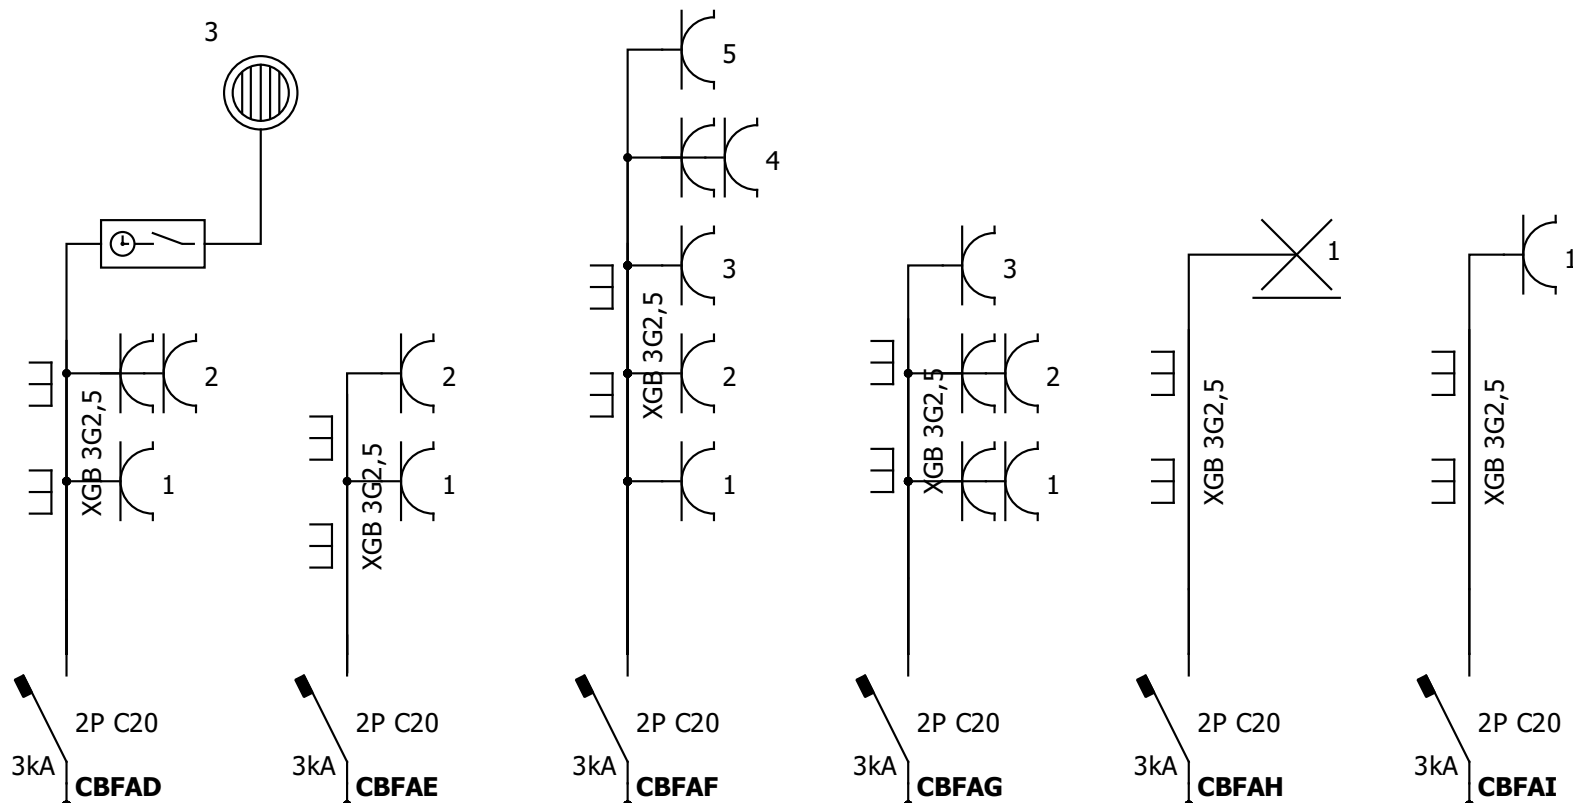 3
2
1
XGB 3G2,5
2P C20
3kA
CBFAD
2
1
XGB 3G2,5
2P C20
3kA
CBFAE
5
4
3
2
1
XGB 3G2,5
2P C20
3kA
CBFAF
3
2
1
XGB 3G2,5
2P C20
3kA
CBFAG
1
XGB 3G2,5
2P C20
3kA
CBFAH
1
XGB 3G2,5
2P C20
3kA
CBFAI